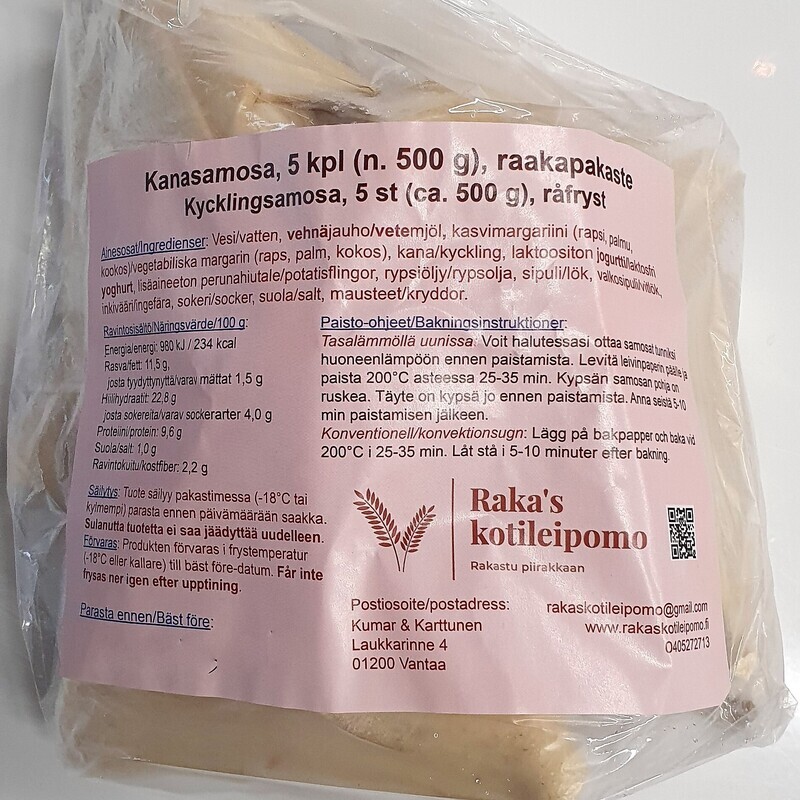 Kanasamosa, 5 kpl (n. 500 g), raakapakaste
Kycklingsamosa, 5 st (ca. 500 g), råfryst
Ainesosat/Ingredienser: Vesi/vatten, vehnäjauho/vetemjöl, kasvimargariini (rapsi, palmu,
kookos)/vegetabiliska margarin (raps, palm, kokos), kana/kyckling, laktoositon jogurtti/laktosfri
yoghurt, lisäaineeton perunahiutale/potatisflingor, rypsiöljy/rypsolja, sipuli/lök, valkosipuli/vitlök,
inkivääri/ingefära, sokeri/socker, suola/salt, mausteet/kryddor.
Ravintosisältö/Näringsvärde/100 g:
Energia/energi: 980 kJ / 234 kcal
Rasva/fett: 11,5 g,
josta tyydyttynyttä/varav mättat 1,5 g
Hiilihydraatit: 22,8 g
josta sokereita/varav sockerarter 4,0 g
Proteiini/protein: 9,6 g
Suola/salt: 1,0 g
Ravintokuitu/kostfiber: 2,2 g
Paisto-ohjeet/Bakningsinstruktioner:
Tasalämmöllä uunissa: Voit halutessasi ottaa samosat tunniksi
huoneenlämpöön ennen paistamista. Levitä leivinpaperin päälle ja
paista 200°C asteessa 25-35 min. Kypsän samosan pohja on
ruskea. Täyte on kypsä jo ennen paistamista. Anna seistä 5-10
min paistamisen jälkeen.
Konventionell/konvektionsugn: Lägg på bakpapper och baka vid
200°C i 25-35 min. Låt stå i 5-10 minuter efter bakning.
Säilytys: Tuote säilyy pakastimessa (-18°C tai
kylmempi) parasta ennen päivämäärään saakka.
Sulanutta tuotetta ei saa jäädyttää uudelleen.
Förvaras: Produkten förvaras i frystemperatur
(-18°C eller kallare) till bäst före-datum. Får inte
frysas ner igen efter upptining.
Parasta ennen/Bäst före:
Raka's
kotileipomo
Rakastu piirakkaan
Postiosoite/postadress:
Kumar & Karttunen
Laukkarinne 4
01200 Vantaa
rakaskotileipomo@gmail.com
www.rakaskotileipomo.fi
O405272713